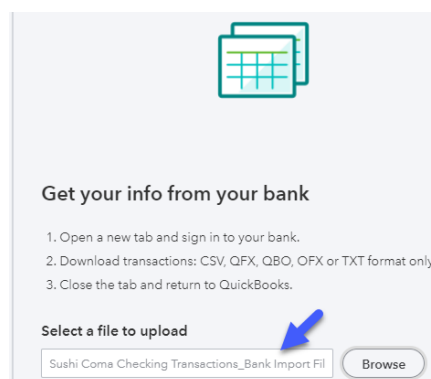 Get your info from your bank
1. Open a new tab and sign in to your bank.
2. Download transactions: CSV, QFX, QBO, OFX or TXT format only
3. Close the tab and return to QuickBooks.
Select a file to upload
Sushi Coma Checking Transactions_Bank Import Fil
Browse